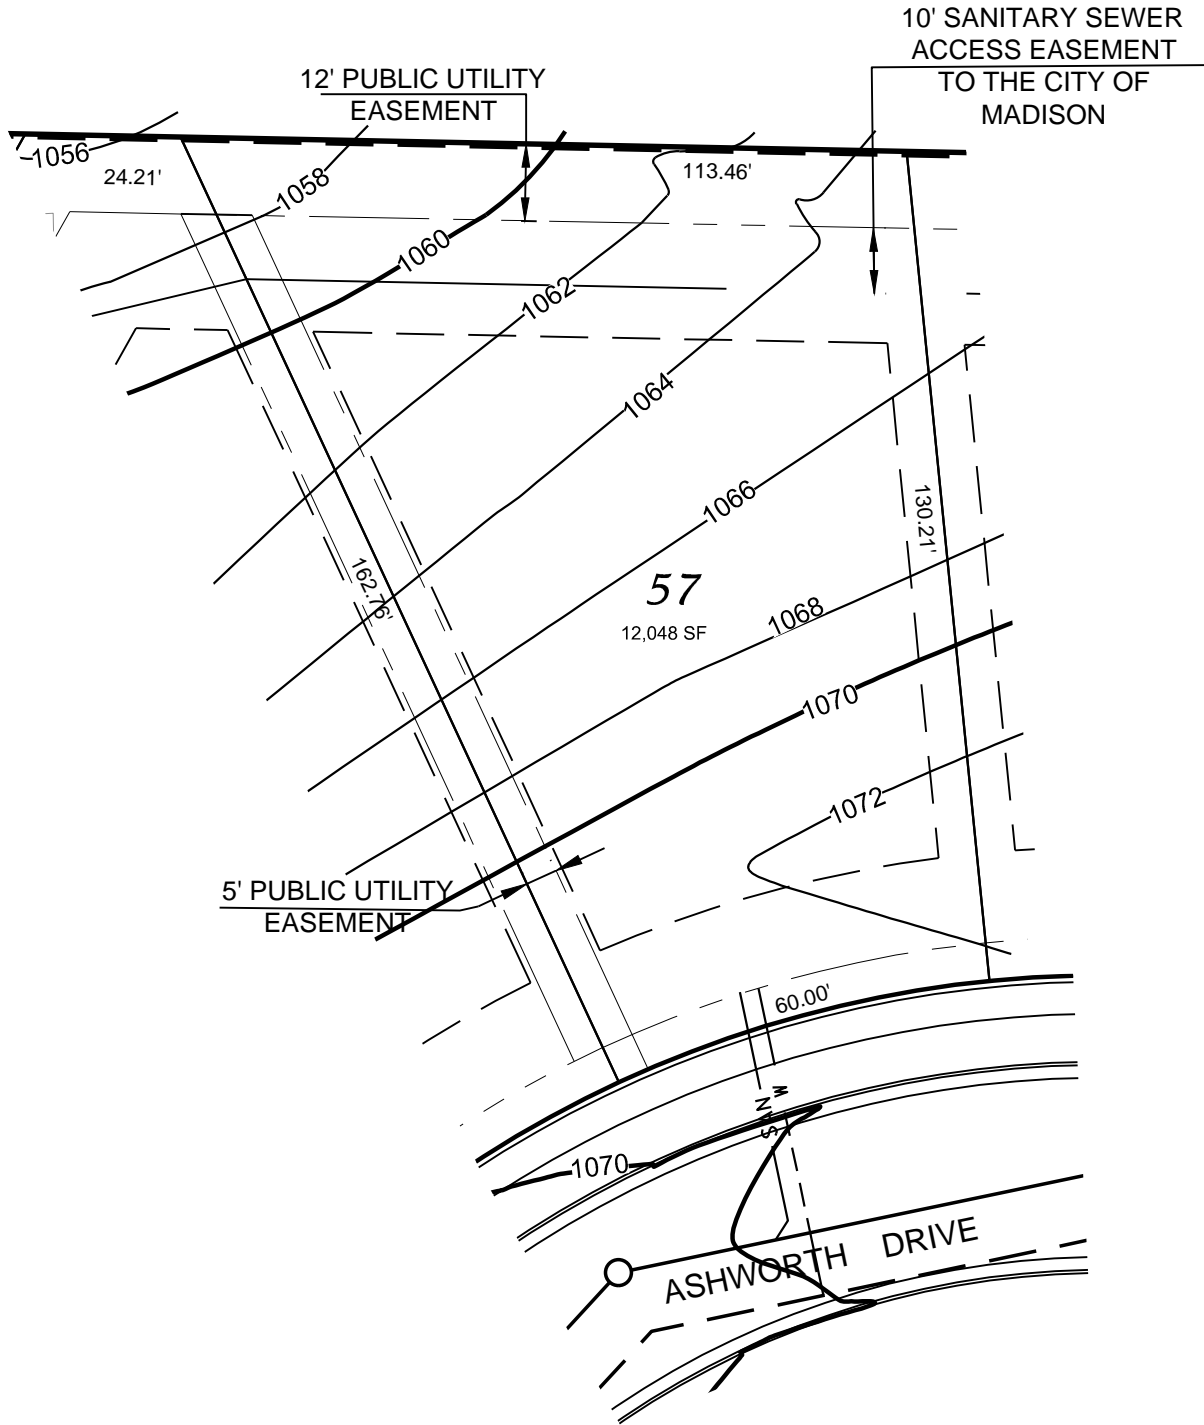 10' SANITARY SEWER
ACCESS EASEMENT
TO THE CITY OF
MADISON
12' PUBLIC UTILITY
EASEMENT
1056
24.21'
113.46'
1058
1060
1062
1064
1066
130.21'
162.76'
57
12,048 SF
1068
1070
1072
5' PUBLIC UTILITY
EASEMENT
60.00'
W
SAN
1070
ASHWORTH DRIVE